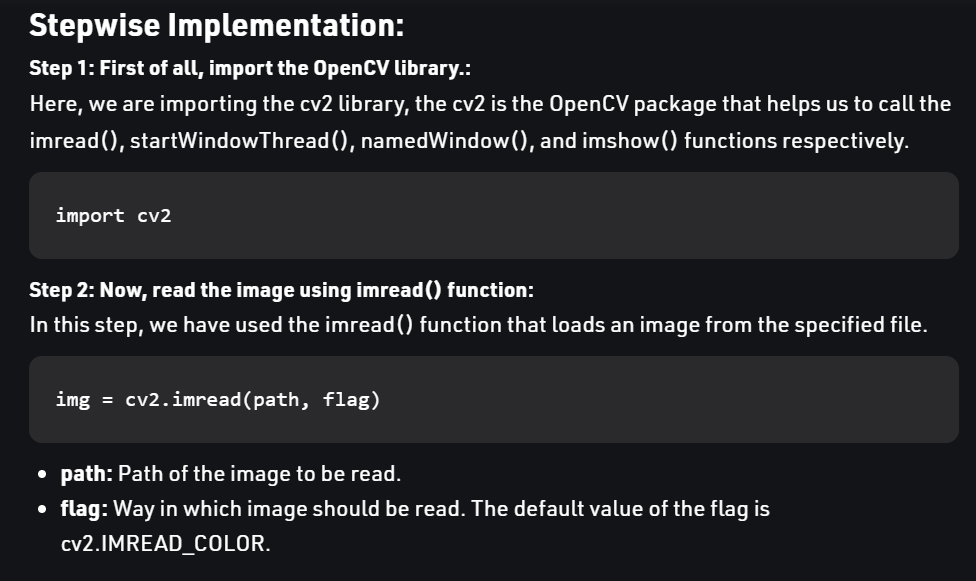 Stepwise Implementation:
Step 1: First of all, import the OpenCV library.:
Here, we are importing the cv2 library, the cv2 is the OpenCV package that helps us to call the
imread(), startWindowThread(), namedWindow(), and imshow() functions respectively.
import cv2
Step 2: Now, read the image using imread() function:
In this step, we have used the imread() function that loads an image from the specified file.
img = cv2.imread(path, flag)
• path: Path of the image to be read.
• flag: Way in which image should be read. The default value of the flag is
cv2.IMREAD_COLOR.